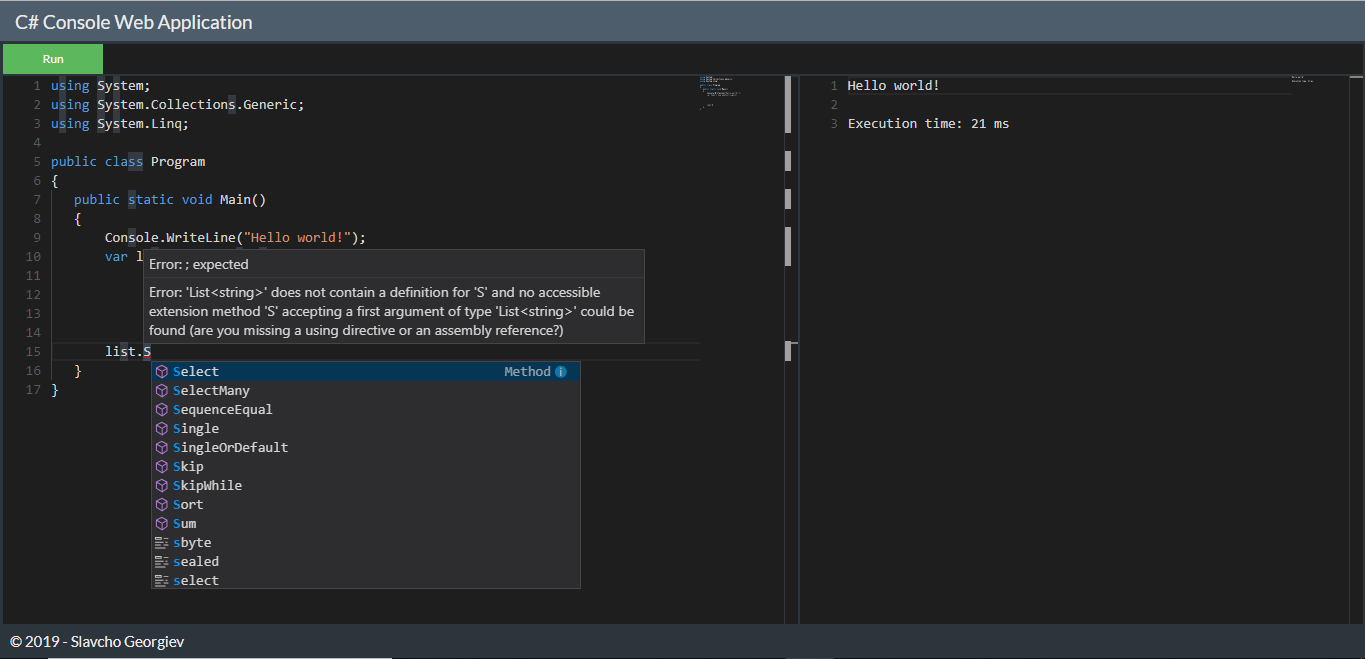 C# Console Web Application
Run
1 using System;
2 using System.Collections.Generic;
3 using System.Linq;
4
5 public class Program
6 {
7 public static void Main()
8 {
9 Console.WriteLine("Hello world!");
10 var l
Error: ; expected
11
Error: 'List<string>' does not contain a definition for 'S' and no accessible
12
extension method 'S' accepting a first argument of type 'List<string>' could be
13
found (are you missing a using directive or an assembly reference?)
14
15 list.S
16 }
17 }
Select Method
SelectMany
SequenceEqual
Single
SingleOrDefault
Skip
SkipWhile
Sort
Sum
sbyte
sealed
select
1 Hello world!
2
3 Execution time: 21 ms
© 2019 - Slavcho Georgiev